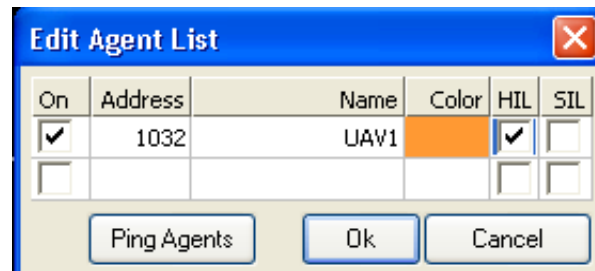 Edit Agent List
On Address Name Color HIL SIL
1032 UAV1
Ping Agents Ok Cancel